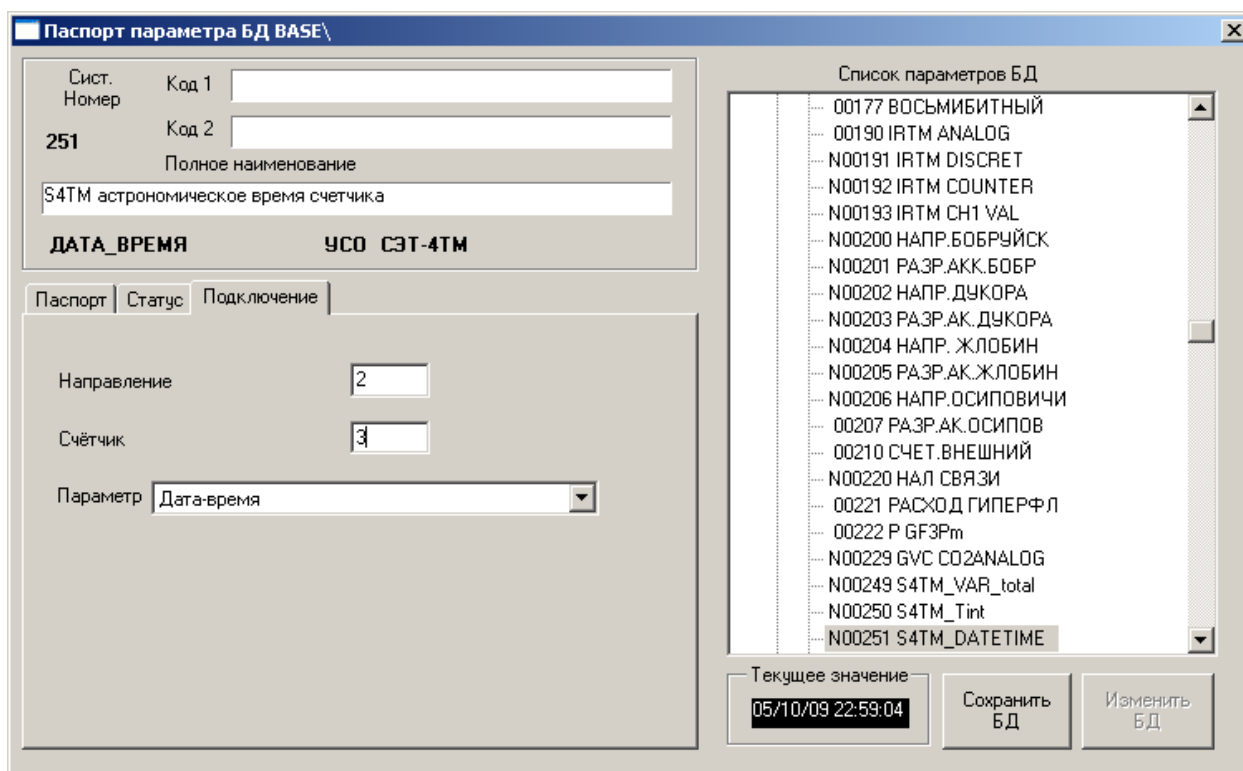 Паспорт параметра БД BASE\
Сист.
Номер
251
Код 1
Код 2
Полное наименование
S4TM астрономическое время счетчика
ДАТА_ВРЕМЯ УСО СЭТ-4ТМ
Паспорт Статус Подключение
Направление 2
Счётчик 3
Параметр Дата-время
Список параметров БД
00177 ВОСЬМИБИТНЫЙ
00190 IRTM ANALOG
N00191 IRTM DISCRET
N00192 IRTM COUNTER
N00193 IRTM CH1 VAL
N00200 НАПР.БОБРУЙСК
N00201 РАЗР.АКК.БОБР
N00202 НАПР.ДУКОРА
N00203 РАЗР.АК.ДУКОРА
N00204 НАПР. ЖЛОБИН
N00205 РАЗР.АК.ЖЛОБИН
N00206 НАПР.ОСИПОВИЧИ
00207 РАЗР.АК.ОСИПОВ
00210 СЧЕТ.ВНЕШНИЙ
N00220 НАЛ СВЯЗИ
00221 РАСХОД ГИПЕРФЛ
00222 P GF3Pm
N00229 GVC CO2ANALOG
N00249 S4TM_VAR_total
N00250 S4TM_Tint
N00251 S4TM_DATETIME
Текущее значение
05/10/09 22:59:04
Сохранить
БД
Изменить
БД